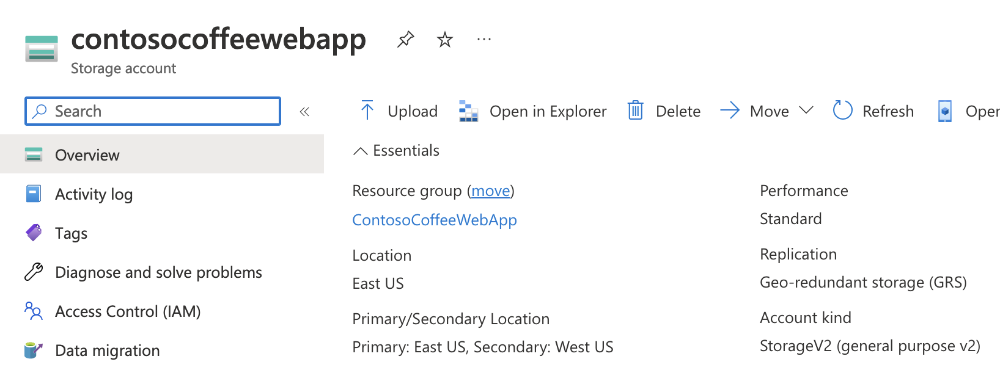 contosocoffeewebapp
Storage account
Search
Upload Open in Explorer Delete Move Refresh Oper
Overview
Activity log
Tags
Diagnose and solve problems
Access Control (IAM)
Data migration
Essentials
Resource group (move)
ContosoCoffeeWebApp
Location
East US
Primary/Secondary Location
Primary: East US, Secondary: West US
Performance
Standard
Replication
Geo-redundant storage (GRS)
Account kind
StorageV2 (general purpose v2)